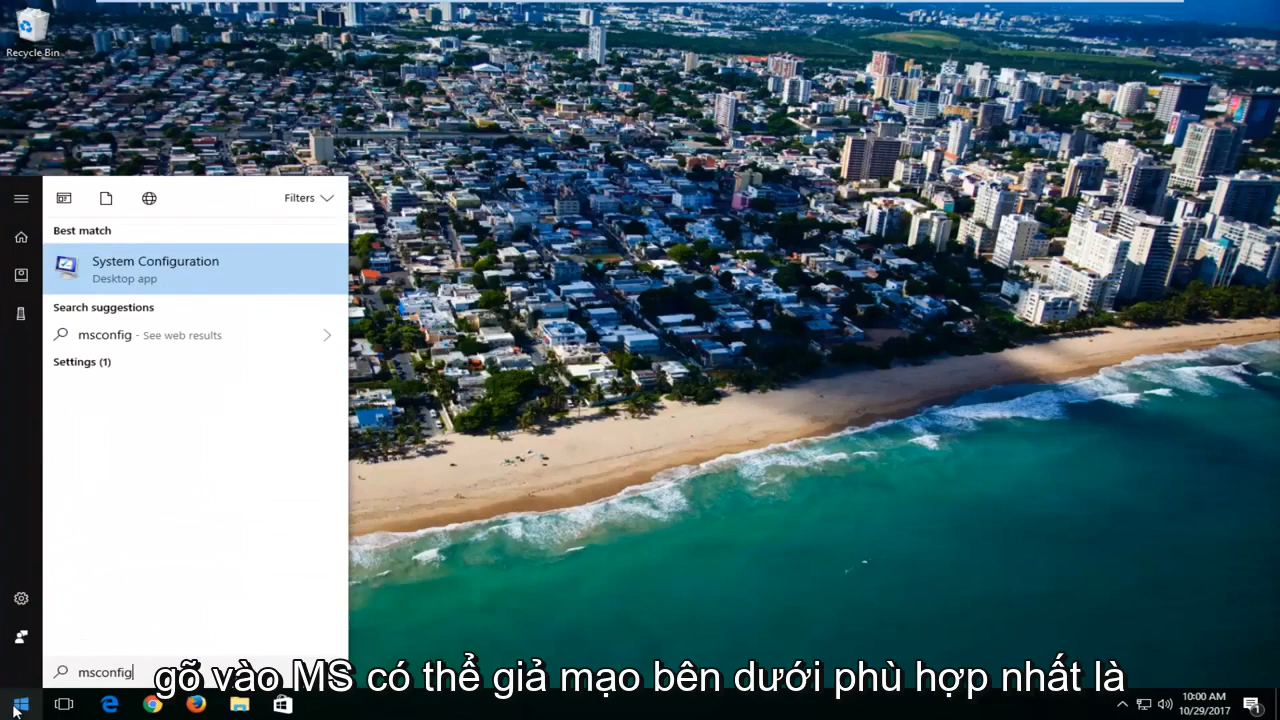 Recycle Bin
Filters
Best match
System Configuration
Desktop app
Search suggestions
msconfig - See web results
Settings (1)
msconfig
gõ vào MS có thể giả mạo bên dưới phù hợp nhất là
10:00 AM
10/29/2017
1